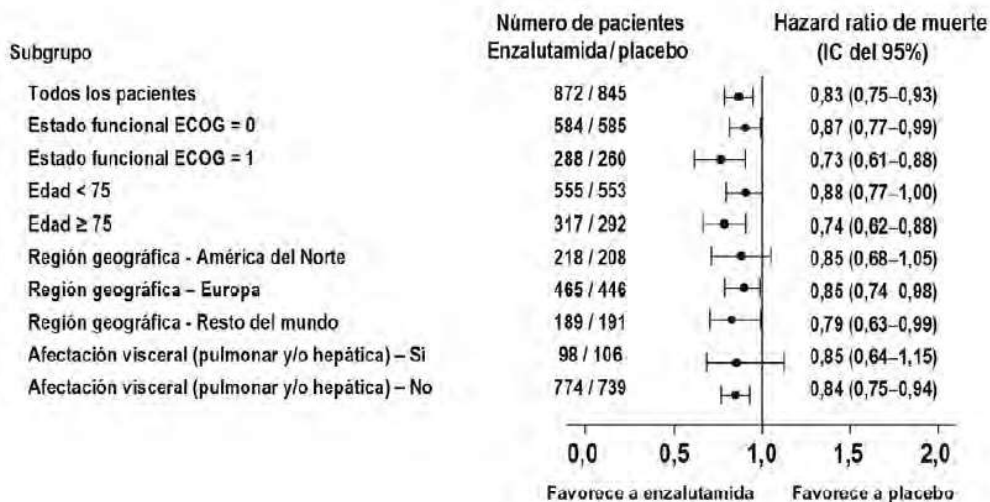 Número de pacientes Hazard ratio de muerte
Subgrupo Enzalutamida/placebo (IC del 95%)
Todos los pacientes 872 / 845 0,83 (0,75–0,93)
Estado funcional ECOG = 0 584 / 585 0,87 (0,77–0,99)
Estado funcional ECOG = 1 288 / 260 0,73 (0,61–0,88)
Edad < 75 555 / 553 0,88 (0,77–1,00)
Edad ≥ 75 317 / 292 0,74 (0,62–0,88)
Región geográfica - América del Norte 218 / 208 0,85 (0,68–1,05)
Región geográfica – Europa 465 / 446 0,85 (0,74–0,98)
Región geográfica - Resto del mundo 189 / 191 0,79 (0,63–0,99)
Afectación visceral (pulmonar y/o hepática) – Si 98 / 106 0,85 (0,64–1,15)
Afectación visceral (pulmonar y/o hepática) – No 774 / 739 0,84 (0,75–0,94)
0,0 0,5 1,0 1,5 2,0
Favorece a enzalutamida Favorece a placebo